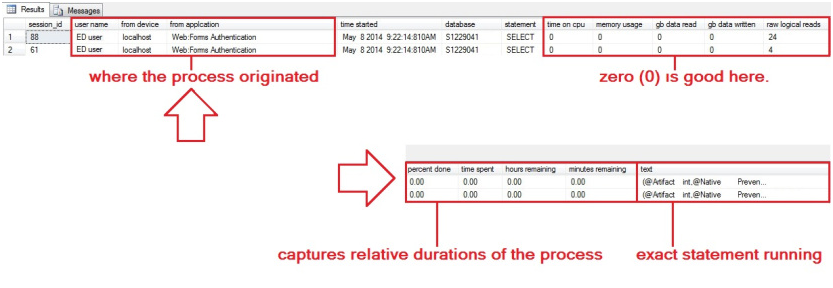 Results Messages
session_id user name from device from application time started database statement time on cpu memory usage gb data read gb data written raw logical reads
1 88 ED user localhost Web:Forms Authentication May 8 2014 9:22:14:810AM S1229041 SELECT 0 0 0 0 24
2 61 ED user localhost Web:Forms Authentication May 8 2014 9:22:14:810AM S1229041 SELECT 0 0 0 0 4
where the process originated zero (0) is good here.
percent done time spent hours remaining minutes remaining text
0.00 0.00 0.00 0.00 (@Artifact int,@Native Preven...
0.00 0.00 0.00 0.00 (@Artifact int,@Native Preven...
captures relative durations of the process exact statement running